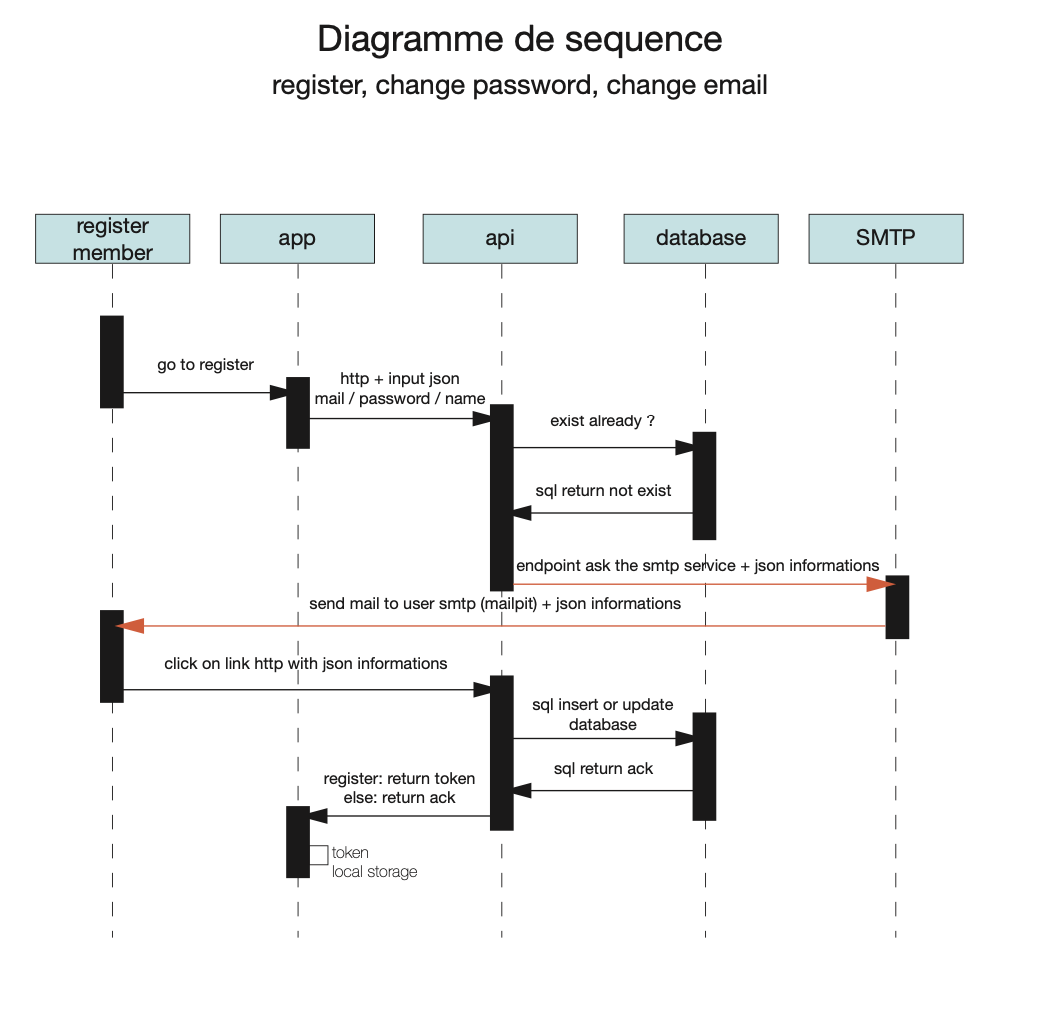 Diagramme de sequence
register, change password, change email
register
member
app
api
database
SMTP
go to register
http + input json
mail / password / name
exist already ?
sql return not exist
endpoint ask the smtp service + json informations
send mail to user smtp (mailpit) + json informations
click on link http with json informations
sql insert or update
database
sql return ack
register: return token
else: return ack
token
local storage